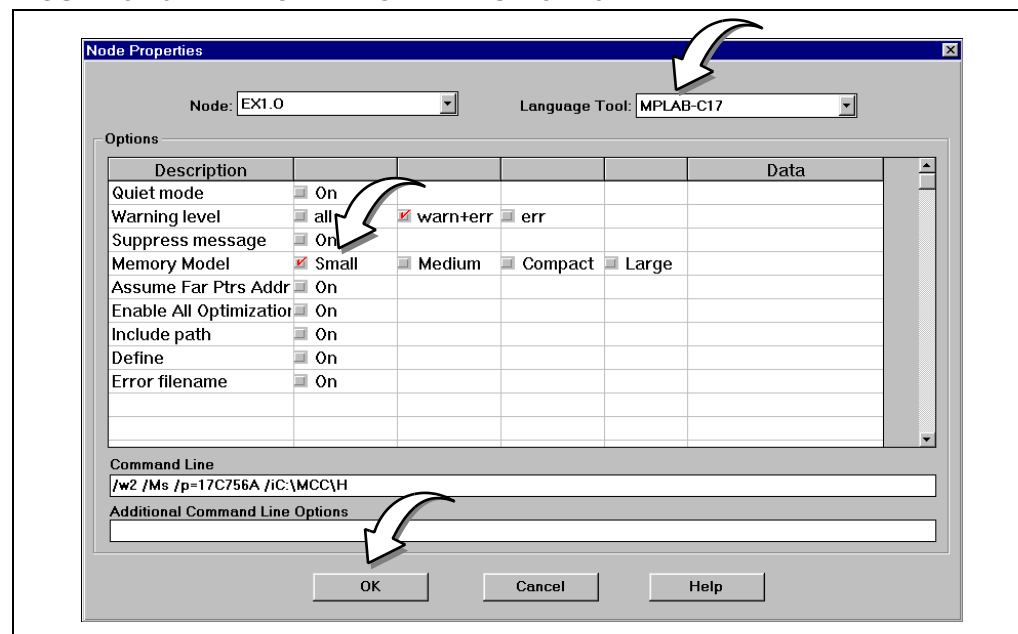 Node Properties
Node: EX1.O Language Tool: MPLAB-C17
Options
Description Data
Quiet mode On
Warning level all warn+err err
Suppress message On
Memory Model Small Medium Compact Large
Assume Far Ptrs Addr On
Enable All Optimization On
Include path On
Define On
Error filename On
Command Line
/w2 /Ms /p=17C756A /iC:\MCC\H
Additional Command Line Options
OK Cancel Help